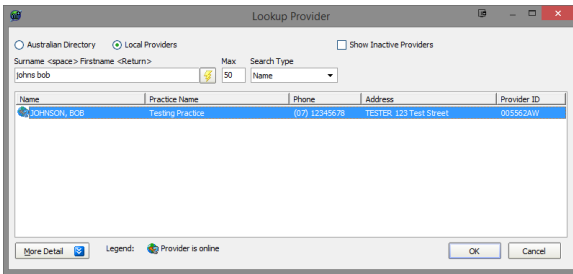 Lookup Provider
Australian Directory Local Providers Show Inactive Providers
Surname <space> Firstname <Return> Max Search Type
johns bob 50 Name
Name Practice Name Phone Address Provider ID
JOHNSON, BOB Testing Practice (07) 12345678 TESTER 123 Test Street 005562AW
More Detail Legend: Provider is online OK Cancel